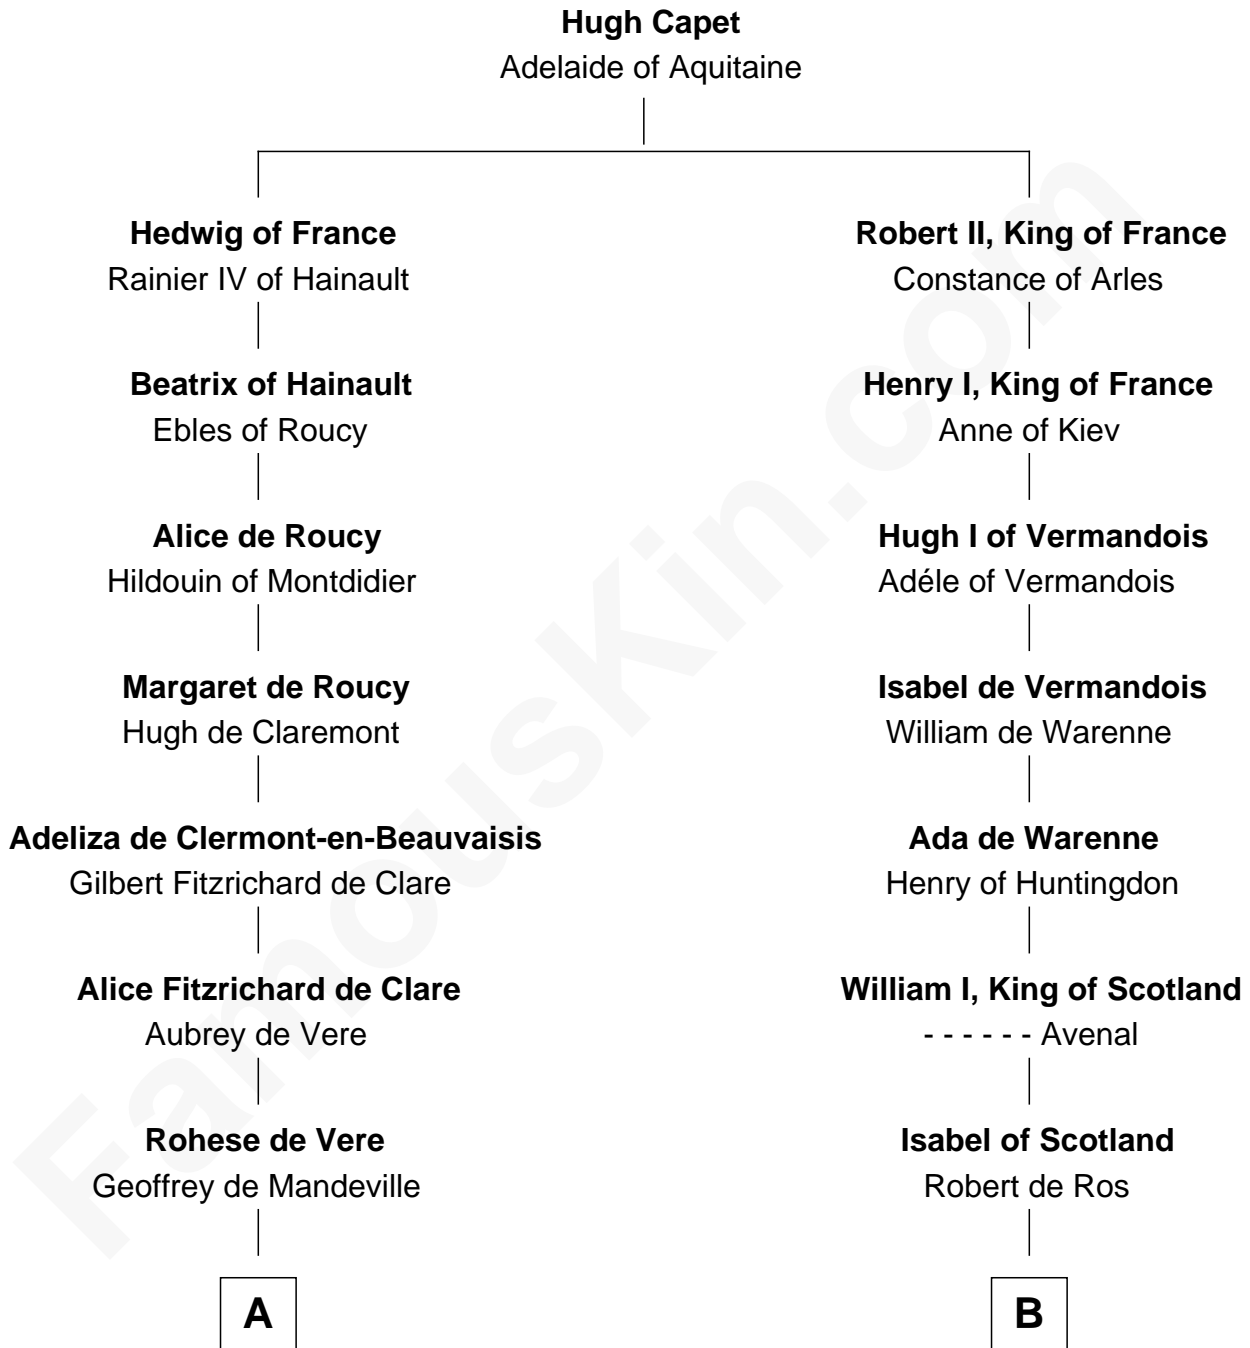 Hugh Capet
Adelaide of Aquitaine
Hedwig of France
Rainier IV of Hainault
Robert II, King of France
Constance of Arles
Beatrix of Hainault
Ebles of Roucy
Henry I, King of France
Anne of Kiev
Alice de Roucy
Hildouin of Montdidier
Hugh I of Vermandois
Adéle of Vermandois
Margaret de Roucy
Hugh de Claremont
Isabel de Vermandois
William de Warenne
Adeliza de Clermont-en-Beauvaisis
Gilbert Fitzrichard de Clare
Ada de Warenne
Henry of Huntingdon
Alice Fitzrichard de Clare
Aubrey de Vere
William I, King of Scotland
- - - - - - Avenal
Rohese de Vere
Geoffrey de Mandeville
Isabel of Scotland
Robert de Ros
A
B
FamousKin.com